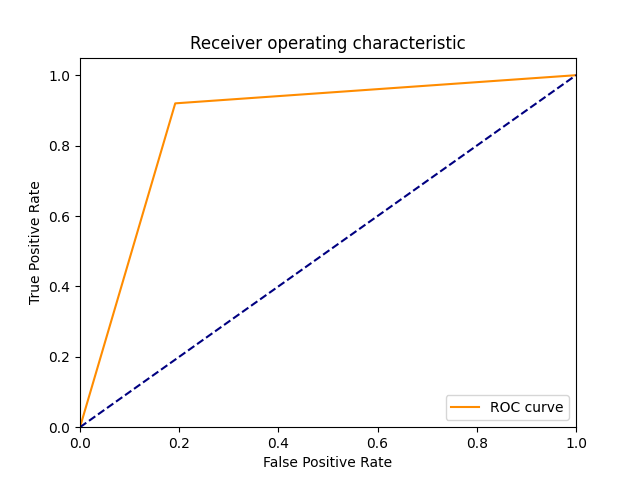 Receiver operating characteristic
1.0
0.8
0.6
0.4
0.2
0.0
True Positive Rate
ROC curve
0.0 0.2 0.4 0.6 0.8 1.0
False Positive Rate